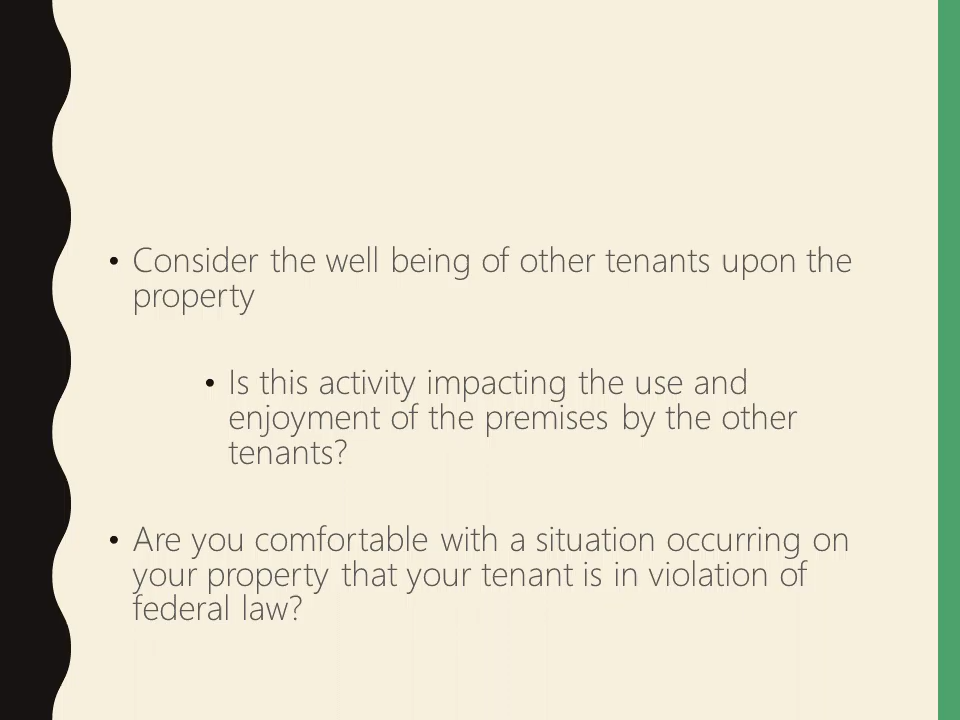 • Consider the well being of other tenants upon the
property
• Is this activity impacting the use and
enjoyment of the premises by the other
tenants?
• Are you comfortable with a situation occurring on
your property that your tenant is in violation of
federal law?